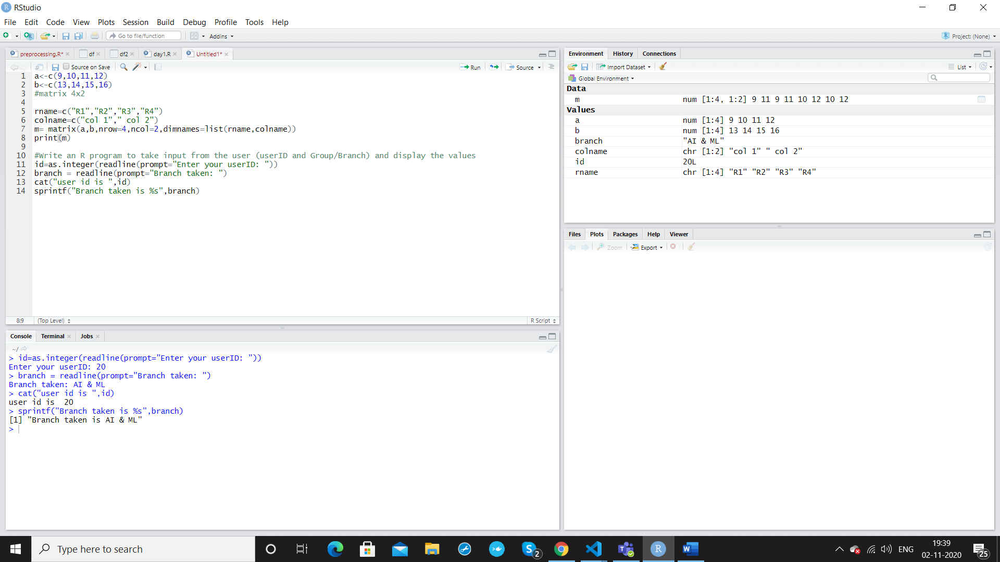 RStudio
File Edit Code View Plots Session Build Debug Profile Tools Help
Go to file/function Addins Project: (None)
preprocessing.R* df df2 day1.R Untitled1*
Source on Save Run Source
1 a<-c(9,10,11,12)
2 b<-c(13,14,15,16)
3 #matrix 4x2
4
5 rname=c("R1","R2","R3","R4")
6 colname=c("col 1"," col 2")
7 m= matrix(a,b,nrow=4,ncol=2,dimnames=list(rname,colname))
8 print(m)
9
10 #Write an R program to take input from the user (userID and Group/Branch) and display the values
11 id=as.integer(readline(prompt="Enter your userID: "))
12 branch = readline(prompt="Branch taken: ")
13 cat("user id is ",id)
14 sprintf("Branch taken is %s",branch)
8:9 (Top Level) R Script
Console Terminal Jobs
~/
> id=as.integer(readline(prompt="Enter your userID: "))
Enter your userID: 20
> branch = readline(prompt="Branch taken: ")
Branch taken: AI & ML
> cat("user id is ",id)
user id is  20
> sprintf("Branch taken is %s",branch)
[1] "Branch taken is AI & ML"
>
Environment History Connections
Import Dataset List
Global Environment
Data
m num [1:4, 1:2] 9 11 9 11 10 12 10 12
Values
a num [1:4] 9 10 11 12
b num [1:4] 13 14 15 16
branch "AI & ML"
colname chr [1:2] "col 1" " col 2"
id 20L
rname chr [1:4] "R1" "R2" "R3" "R4"
Files Plots Packages Help Viewer
Zoom Export
Type here to search
2
ENG
19:39
02-11-2020
25